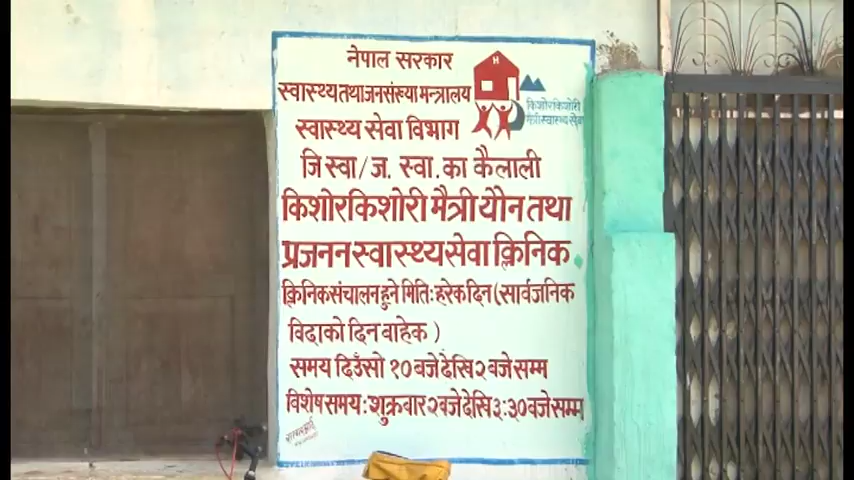 नेपाल सरकार
स्वास्थ्य तथा जनसंख्या मन्त्रालय
स्वास्थ्य सेवा विभाग
जि स्वा/ज. स्वा.का कैलाली
किशोरकिशोरी मैत्री यौन तथा
प्रजनन स्वास्थ्य सेवा क्लिनिक
क्लिनिक संचालन हुने मितिः हरेक दिन (सार्वजनिक
विदाको दिन वाहेक )
समय दिउँसो १० बजे देखि २ बजे सम्म
विशेष समयः शुक्रवार २ बजे देखि ३:३० बजे सम्म
H
किशोरकिशोरी
मैत्री स्वास्थ्य सेवा